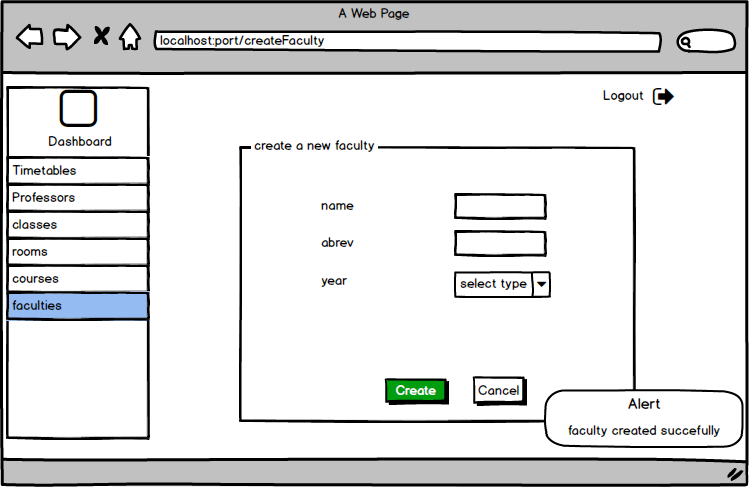 A Web Page
localhost:port/createFaculty
Logout
Dashboard
Timetables
Professors
classes
rooms
courses
faculties
create a new faculty
name
abrev
year
select type
Create
Cancel
Alert
faculty created succefully